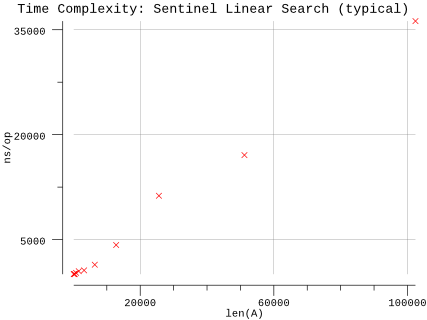 Time Complexity: Sentinel Linear Search (typical)
35000
20000
5000
ns/op
20000 60000 100000
len(A)